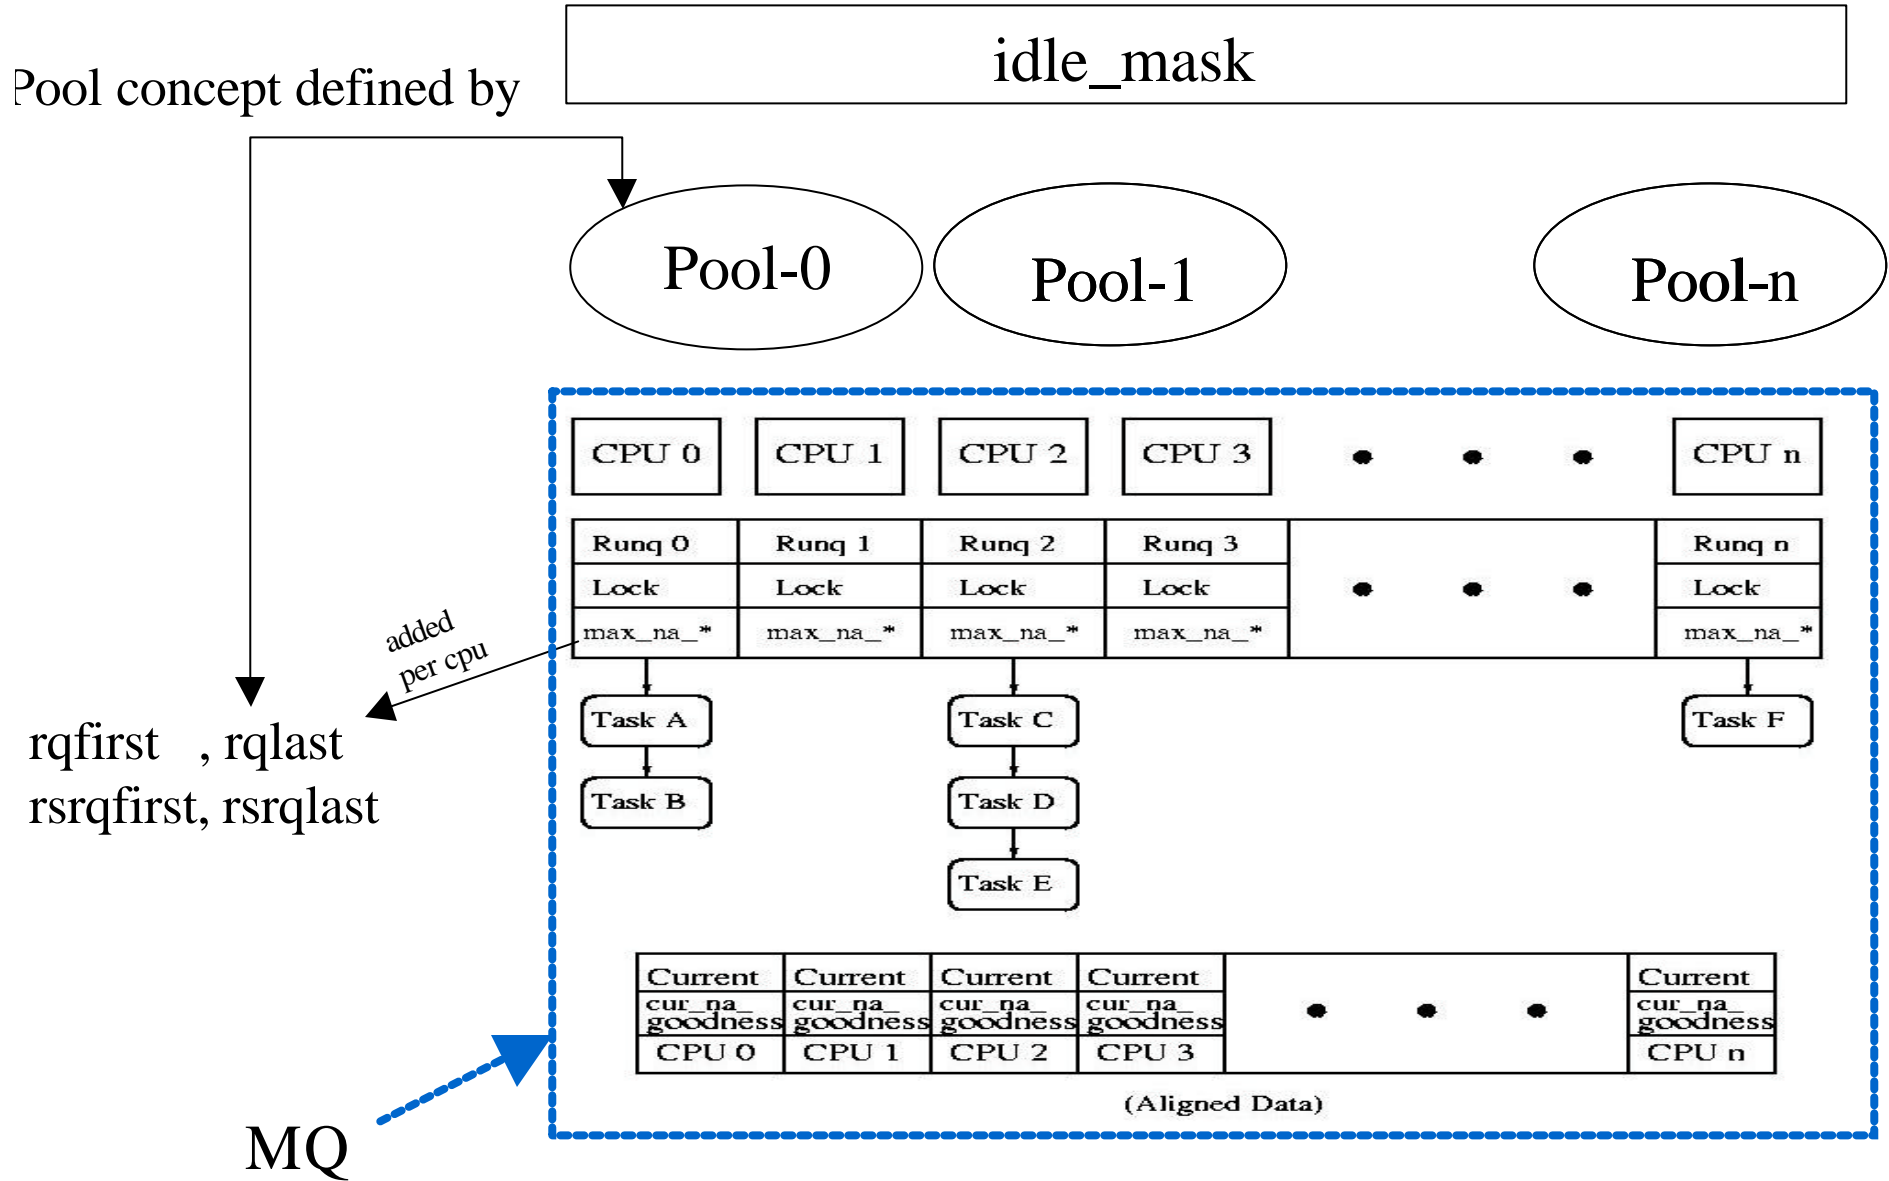 idle_mask
Pool concept defined by
Pool-0 Pool-1 Pool-n
CPU 0 CPU 1 CPU 2 CPU 3 CPU n
Runq 0 Runq 1 Runq 2 Runq 3 Runq n
Lock Lock Lock Lock Lock
max_na_* max_na_* max_na_* max_na_* max_na_*
added
per cpu
Task A Task C Task F
rqfirst , rqlast
Task B Task D
rsrqfirst, rsrqlast
Task E
Current Current Current Current Current
cur_na_ cur_na_ cur_na_ cur_na_ cur_na_
goodness goodness goodness goodness goodness
CPU 0 CPU 1 CPU 2 CPU 3 CPU n
(Aligned Data)
MQ